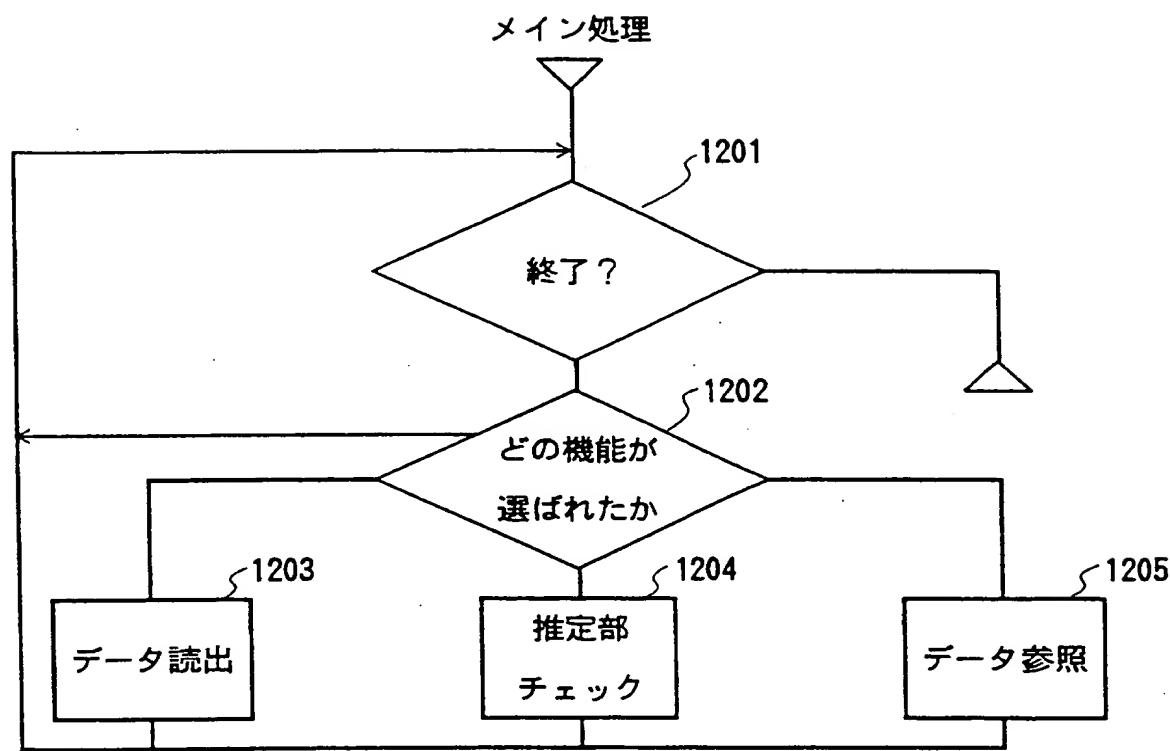 メイン処理
1201
終了?
1202
どの機能が
選ばれたか
1203
データ読出
1204
推定部
チェック
1205
データ参照